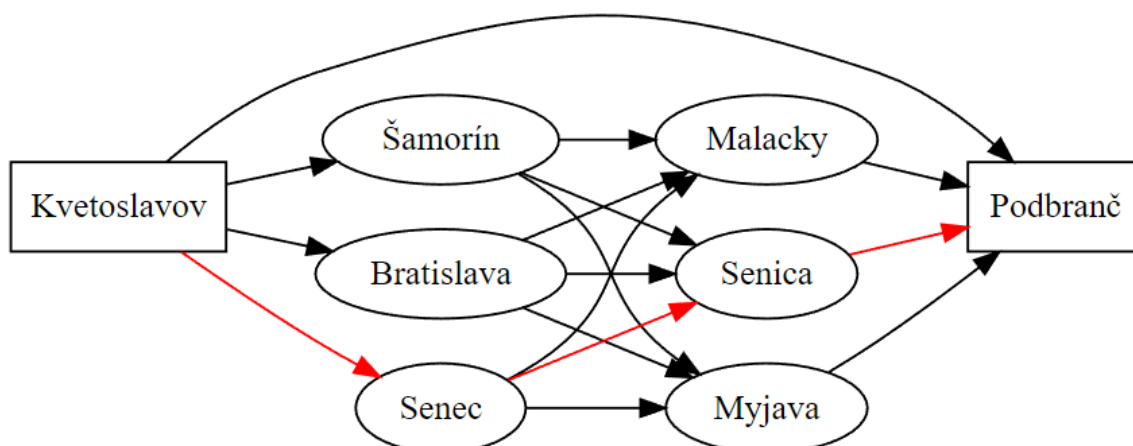 Kvetoslavov
Šamorín
Bratislava
Senec
Malacky
Senica
Myjava
Podbranč